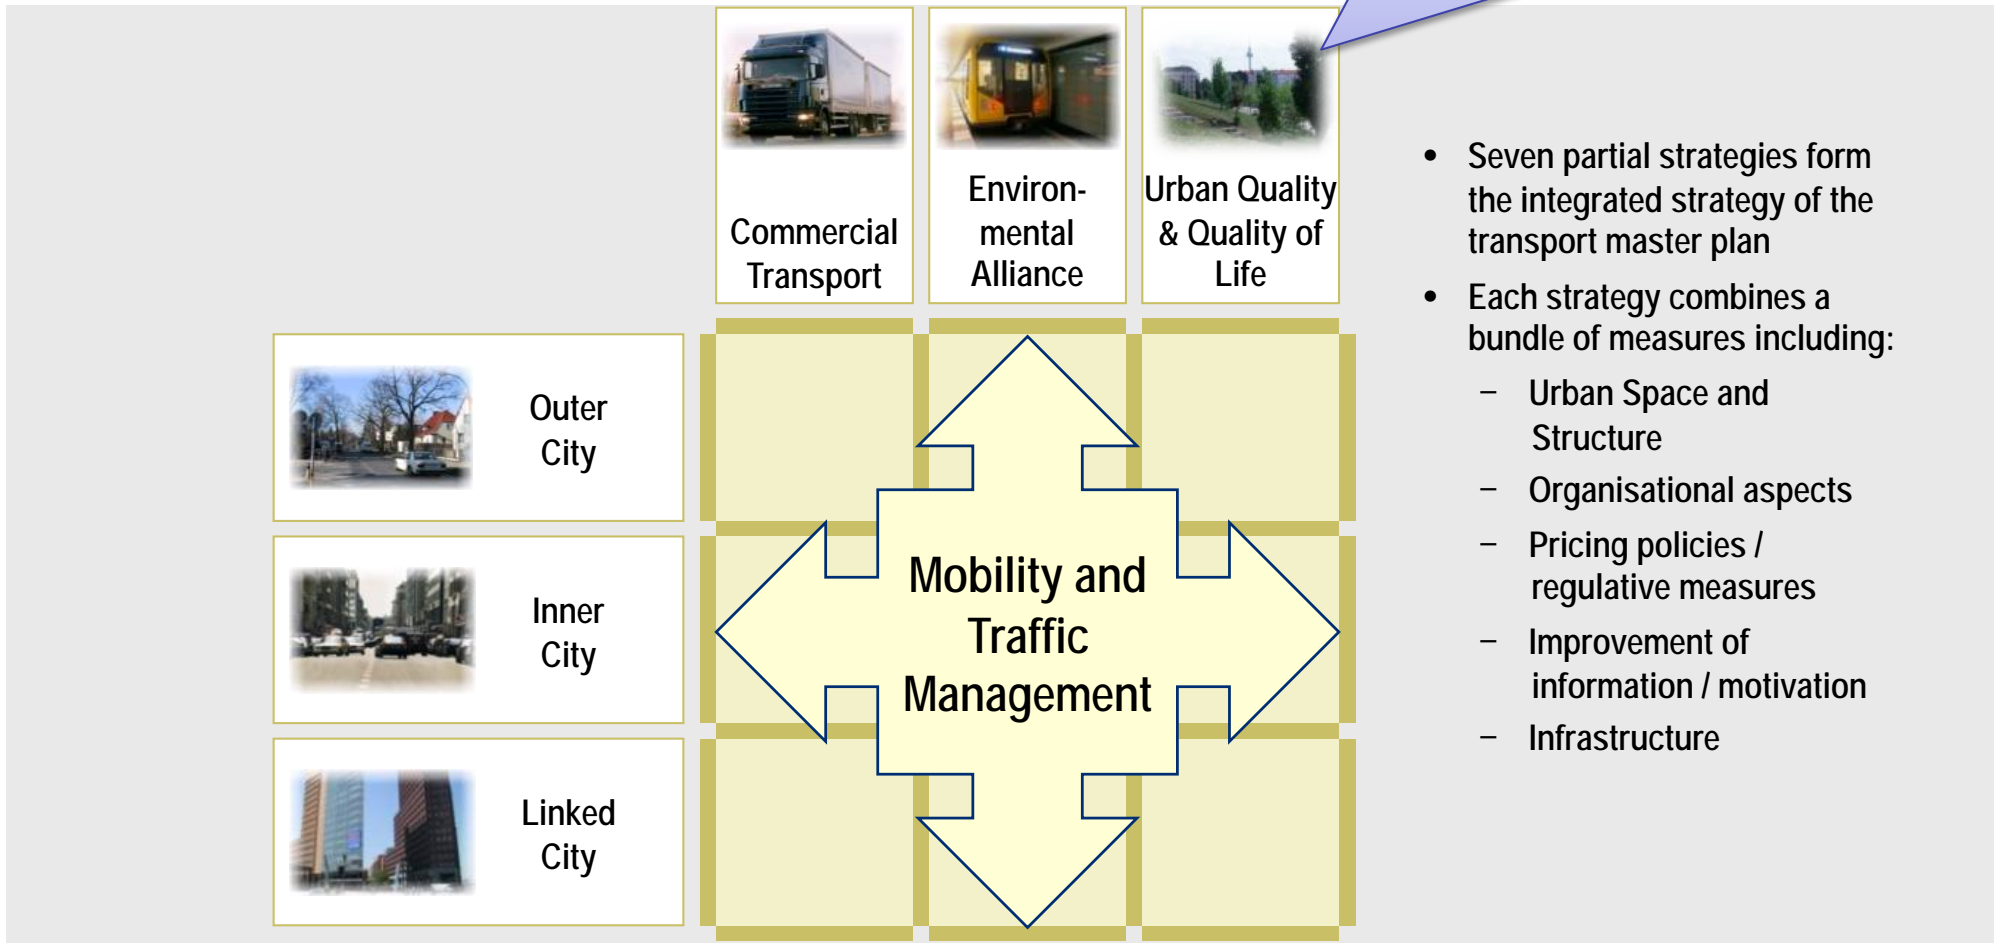 Commercial
Transport
Environ-
mental
Alliance
Urban Quality
& Quality of
Life
Outer
City
Inner
City
Linked
City
Mobility and
Traffic
Management
• Seven partial strategies form
the integrated strategy of the
transport master plan
• Each strategy combines a
bundle of measures including:
– Urban Space and
Structure
– Organisational aspects
– Pricing policies /
regulative measures
– Improvement of
information / motivation
– Infrastructure